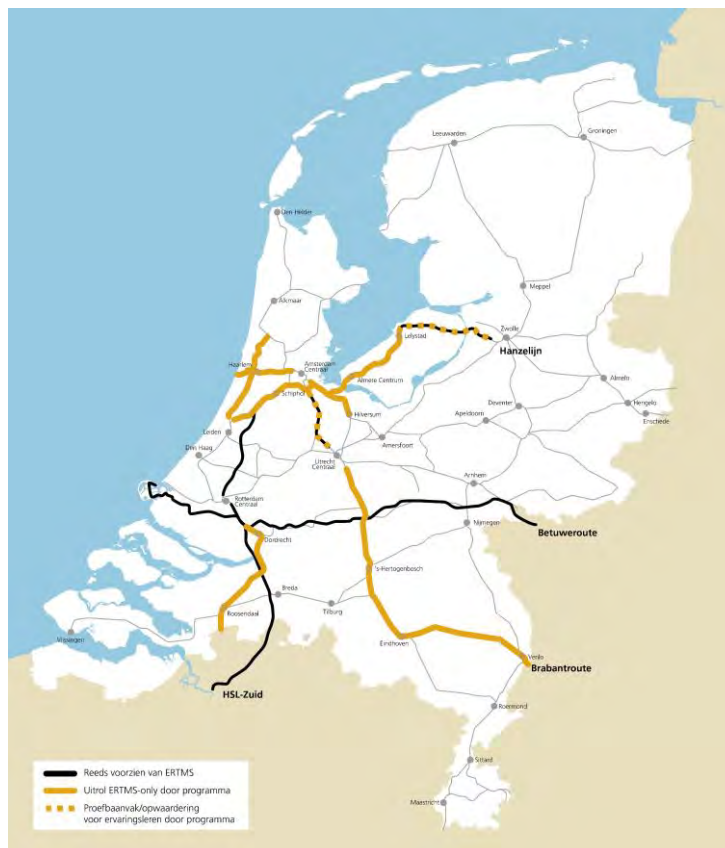 Leeuwarden
Groningen
Den Helder
Meppel
Alkmaar
Zwolle
Lelystad
Hanzelijn
Haarlem
Amsterdam
Centraal
Almere Centrum
Almelo
Schiphol
Hengelo
Deventer
Hilversum
Apeldoorn
Enschede
Leiden
Amersfoort
Den Haag
Utrecht
Centraal
Arnhem
Rotterdam
Centraal
Nijmegen
Betuweroute
Dordrecht
's-Hertogenbosch
Breda
Roosendaal
Tilburg
Vlissingen
Eindhoven
Venlo
Brabantroute
HSL-Zuid
Roermond
Sittard
Maastricht
Reeds voorzien van ERTMS
Uitrol ERTMS-only door programma
Proefbaanvak/opwaardering
voor ervaringsleren door programma